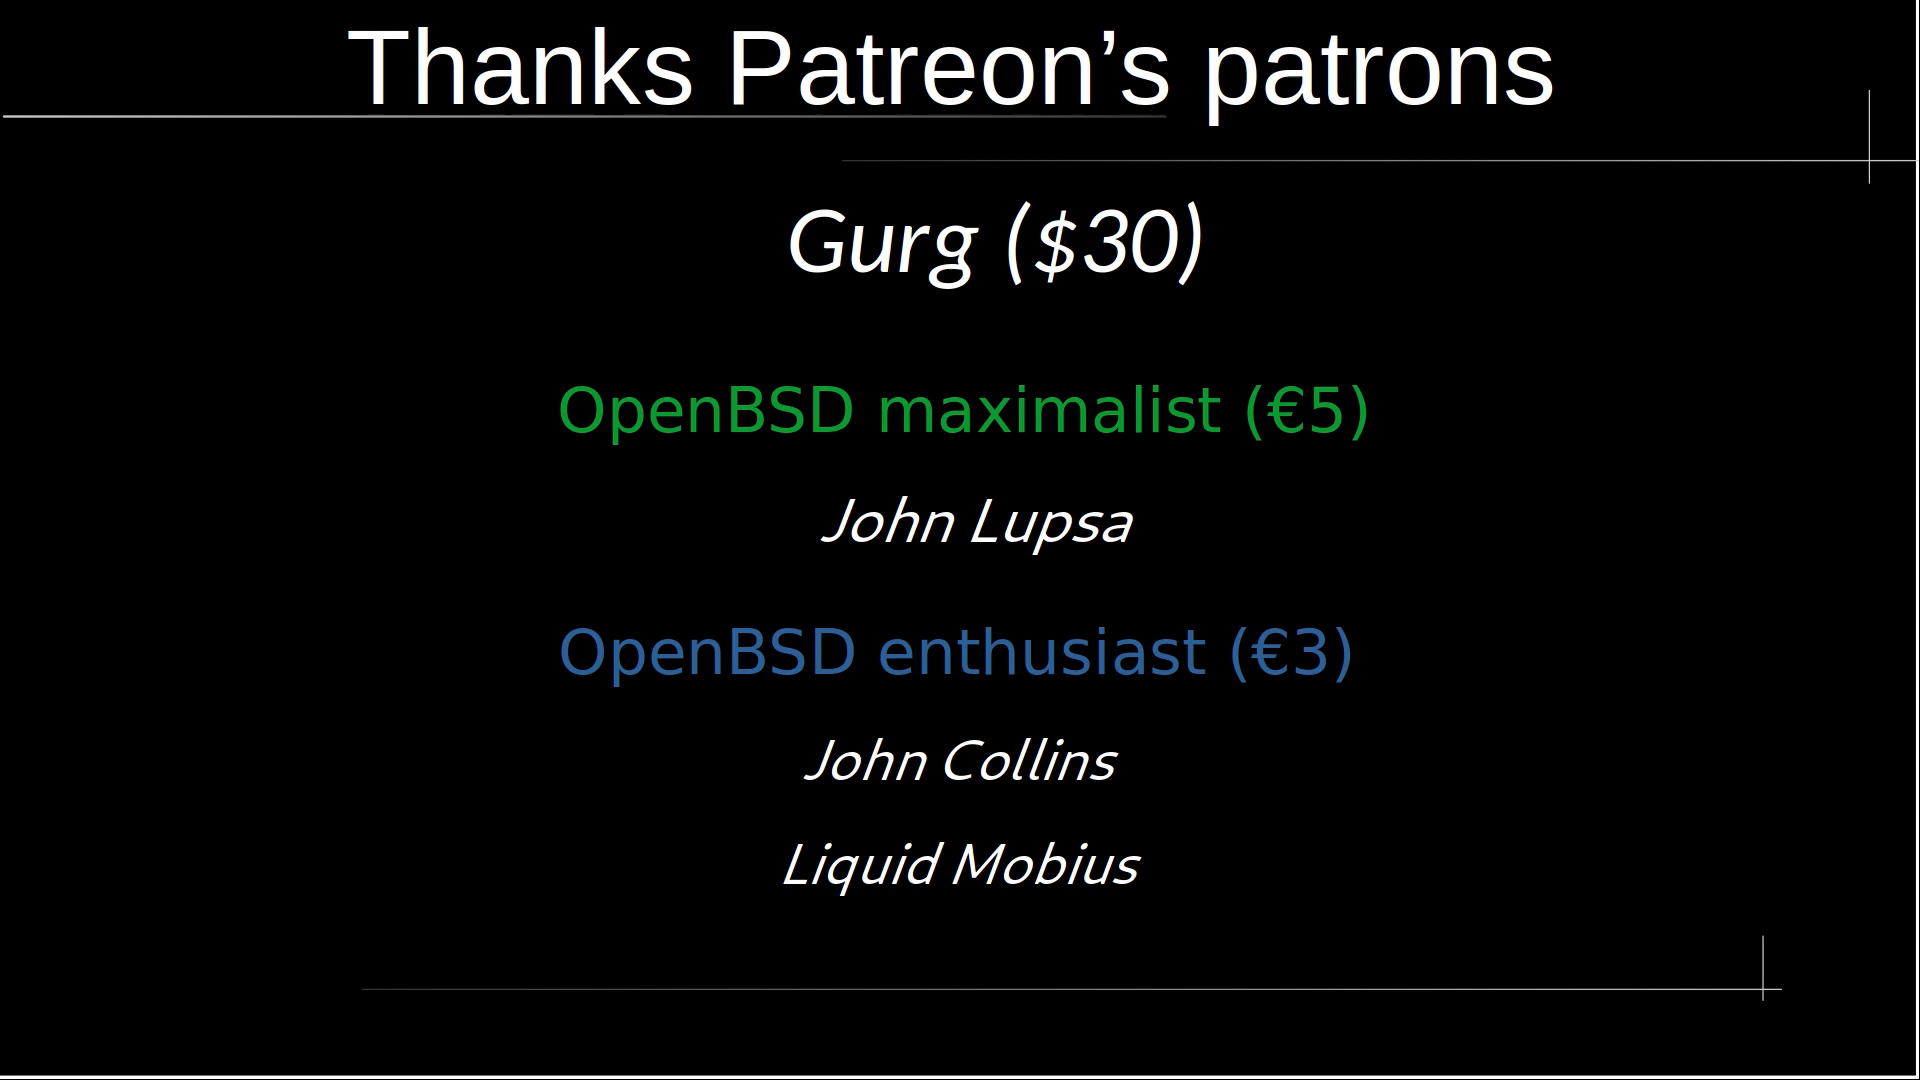 Thanks Patreon’s patrons
Gurg ($30)
OpenBSD maximalist (€5)
John Lupsa
OpenBSD enthusiast (€3)
John Collins
Liquid Mobius